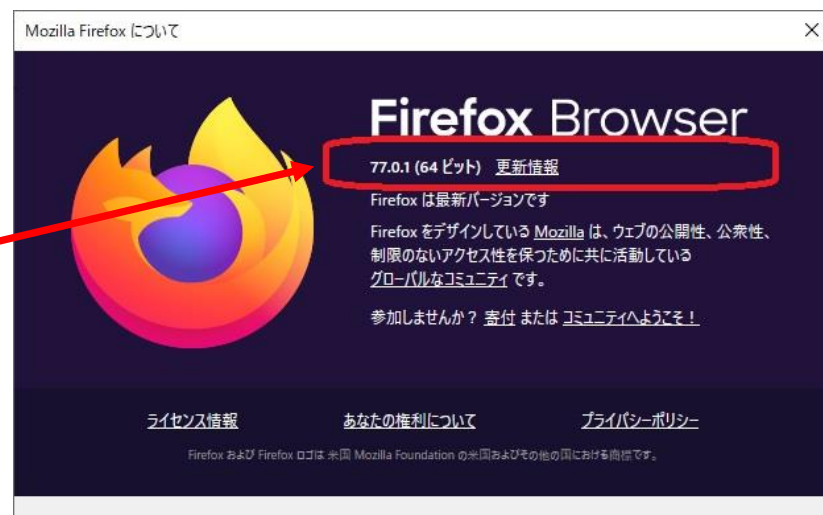 Mozilla Firefox について
Firefox Browser
77.0.1 (64 ビット) 更新情報
Firefox は最新バージョンです
Firefox をデザインしている Mozilla は、ウェブの公開性、公衆性、
制限のないアクセス性を保つために共に活動している
グローバルなコミュニティ です。
参加しませんか? 寄付 または コミュニティへようこそ!
ライセンス情報 あなたの権利について プライバシーポリシー
Firefox および Firefox ロゴは 米国 Mozilla Foundation の米国およびその他の国における商標です。